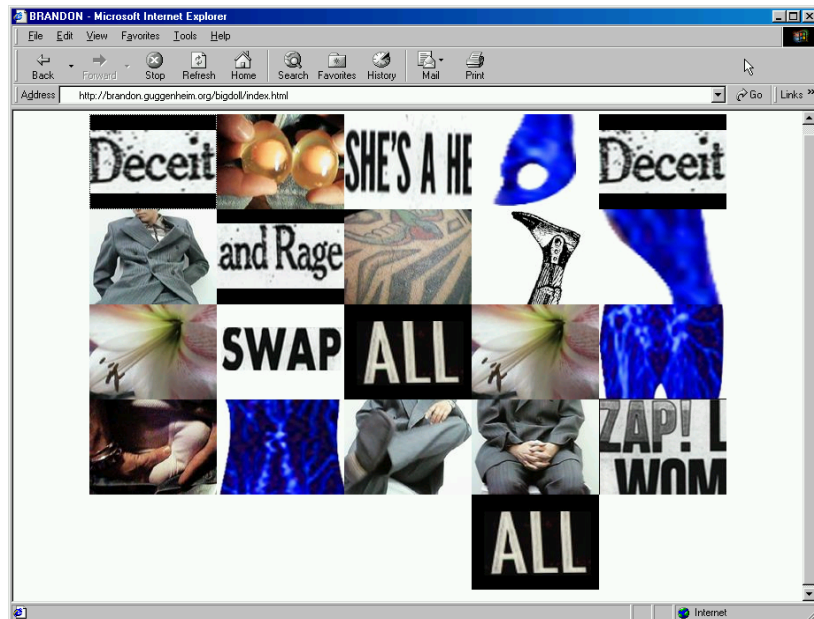 BRANDON - Microsoft Internet Explorer
File Edit View Favorites Tools Help
Back Forward Stop Refresh Home Search Favorites History Mail Print
Address http://brandon.guggenheim.org/bigdoll/index.html Go Links »
Deceit SHE'S A HE Deceit
and Rage
SWAP ALL
ZAP! L
WOM
ALL
Internet